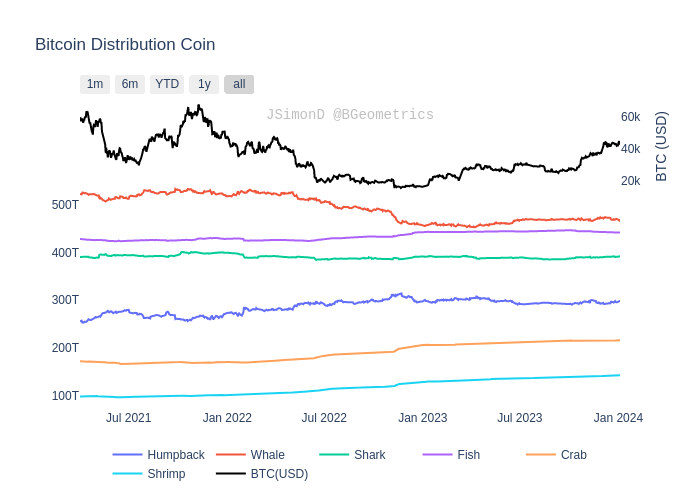 Bitcoin Distribution Coin
1m 6m YTD 1y all
JSimonD @BGeometrics
60k
40k
20k
BTC (USD)
500T
400T
300T
200T
100T
Jul 2021 Jan 2022 Jul 2022 Jan 2023 Jul 2023 Jan 2024
Humpback Whale Shark Fish Crab
Shrimp BTC(USD)